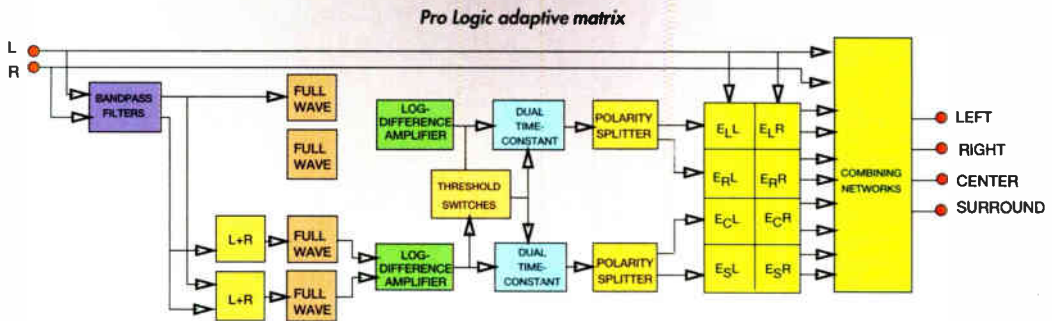 Pro Logic adaptive matrix
L
R
BANDPASS
FILTERS
FULL
WAVE
FULL
WAVE
L+R
FULL
WAVE
L+R
FULL
WAVE
LOG-
DIFFERENCE
AMPLIFIER
LOG-
DIFFERENCE
AMPLIFIER
THRESHOLD
SWITCHES
DUAL
TIME-
CONSTANT
DUAL
TIME-
CONSTANT
POLARITY
SPLITTER
POLARITY
SPLITTER
ELL ELR
ERL ERR
ECL ECR
ESL ESR
COMBINING
NETWORKS
LEFT
RIGHT
CENTER
SURROUND